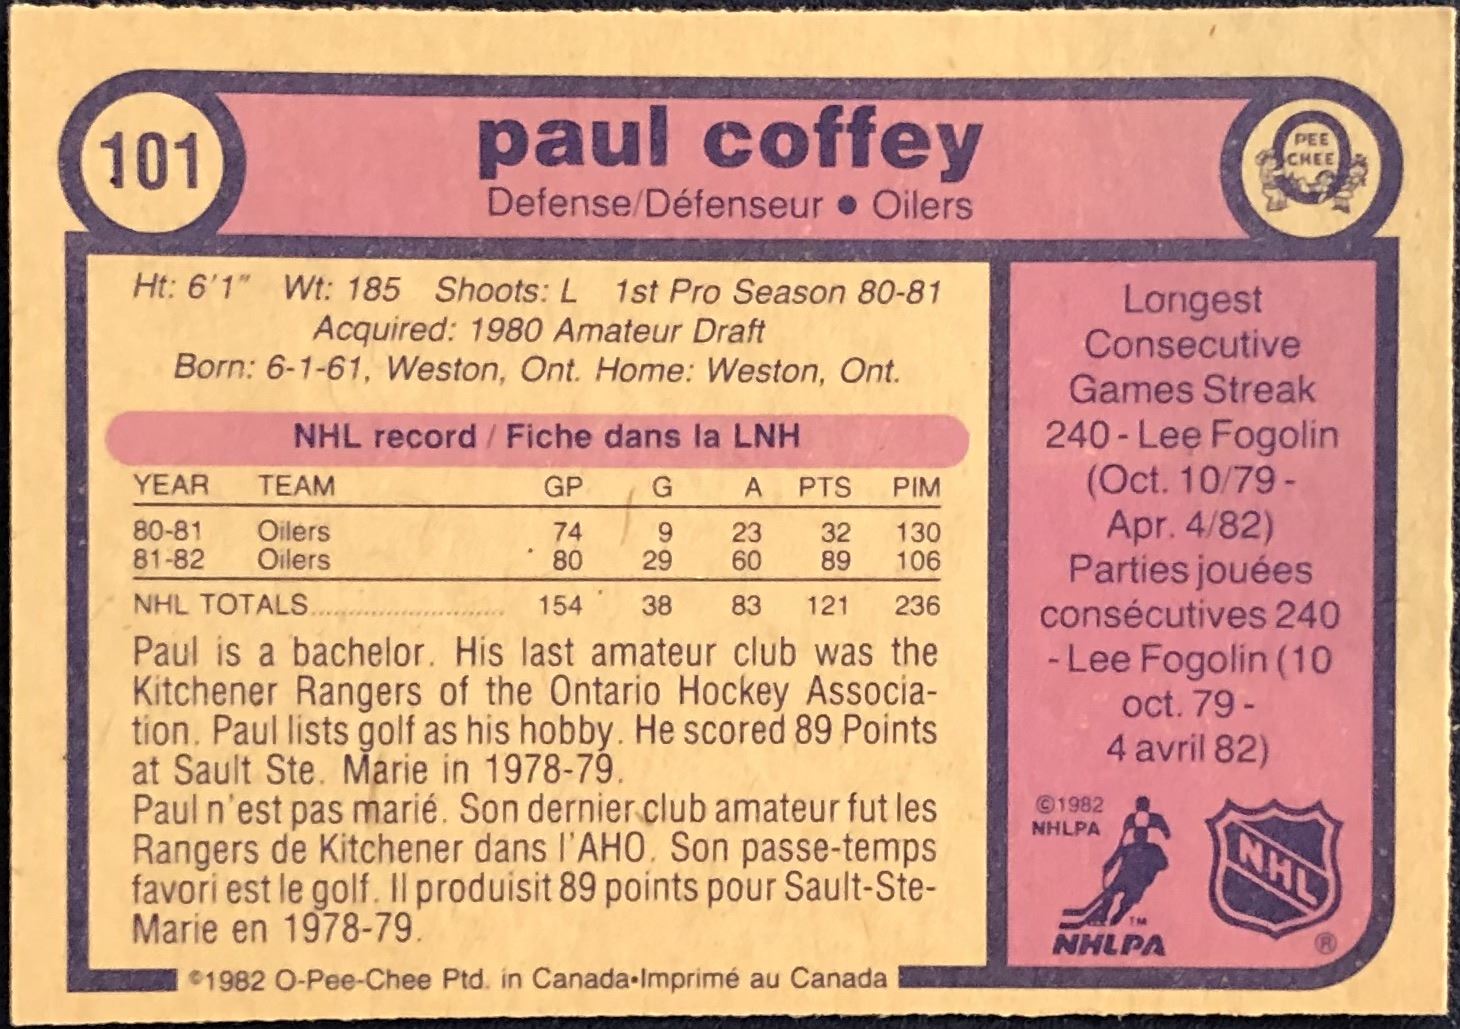 101
paul coffey
Defense/Défenseur • Oilers
PEE
CHEE
Ht: 6'1" Wt: 185 Shoots: L 1st Pro Season 80-81
Acquired: 1980 Amateur Draft
Born: 6-1-61, Weston, Ont. Home: Weston, Ont.
NHL record / Fiche dans la LNH
YEAR TEAM GP G A PTS PIM
80-81 Oilers 74 9 23 32 130
81-82 Oilers 80 29 60 89 106
NHL TOTALS........................ 154 38 83 121 236
Paul is a bachelor. His last amateur club was the
Kitchener Rangers of the Ontario Hockey Associa-
tion. Paul lists golf as his hobby. He scored 89 Points
at Sault Ste. Marie in 1978-79.
Paul n'est pas marié. Son dernier club amateur fut les
Rangers de Kitchener dans l'AHO. Son passe-temps
favori est le golf. Il produisit 89 points pour Sault-Ste-
Marie en 1978-79.
Longest
Consecutive
Games Streak
240 - Lee Fogolin
(Oct. 10/79 -
Apr. 4/82)
Parties jouées
consécutives 240
- Lee Fogolin (10
oct. 79 -
4 avril 82)
©1982
NHLPA
TM
NHLPA
NHL
®
©1982 O-Pee-Chee Ptd. in Canada•Imprimé au Canada